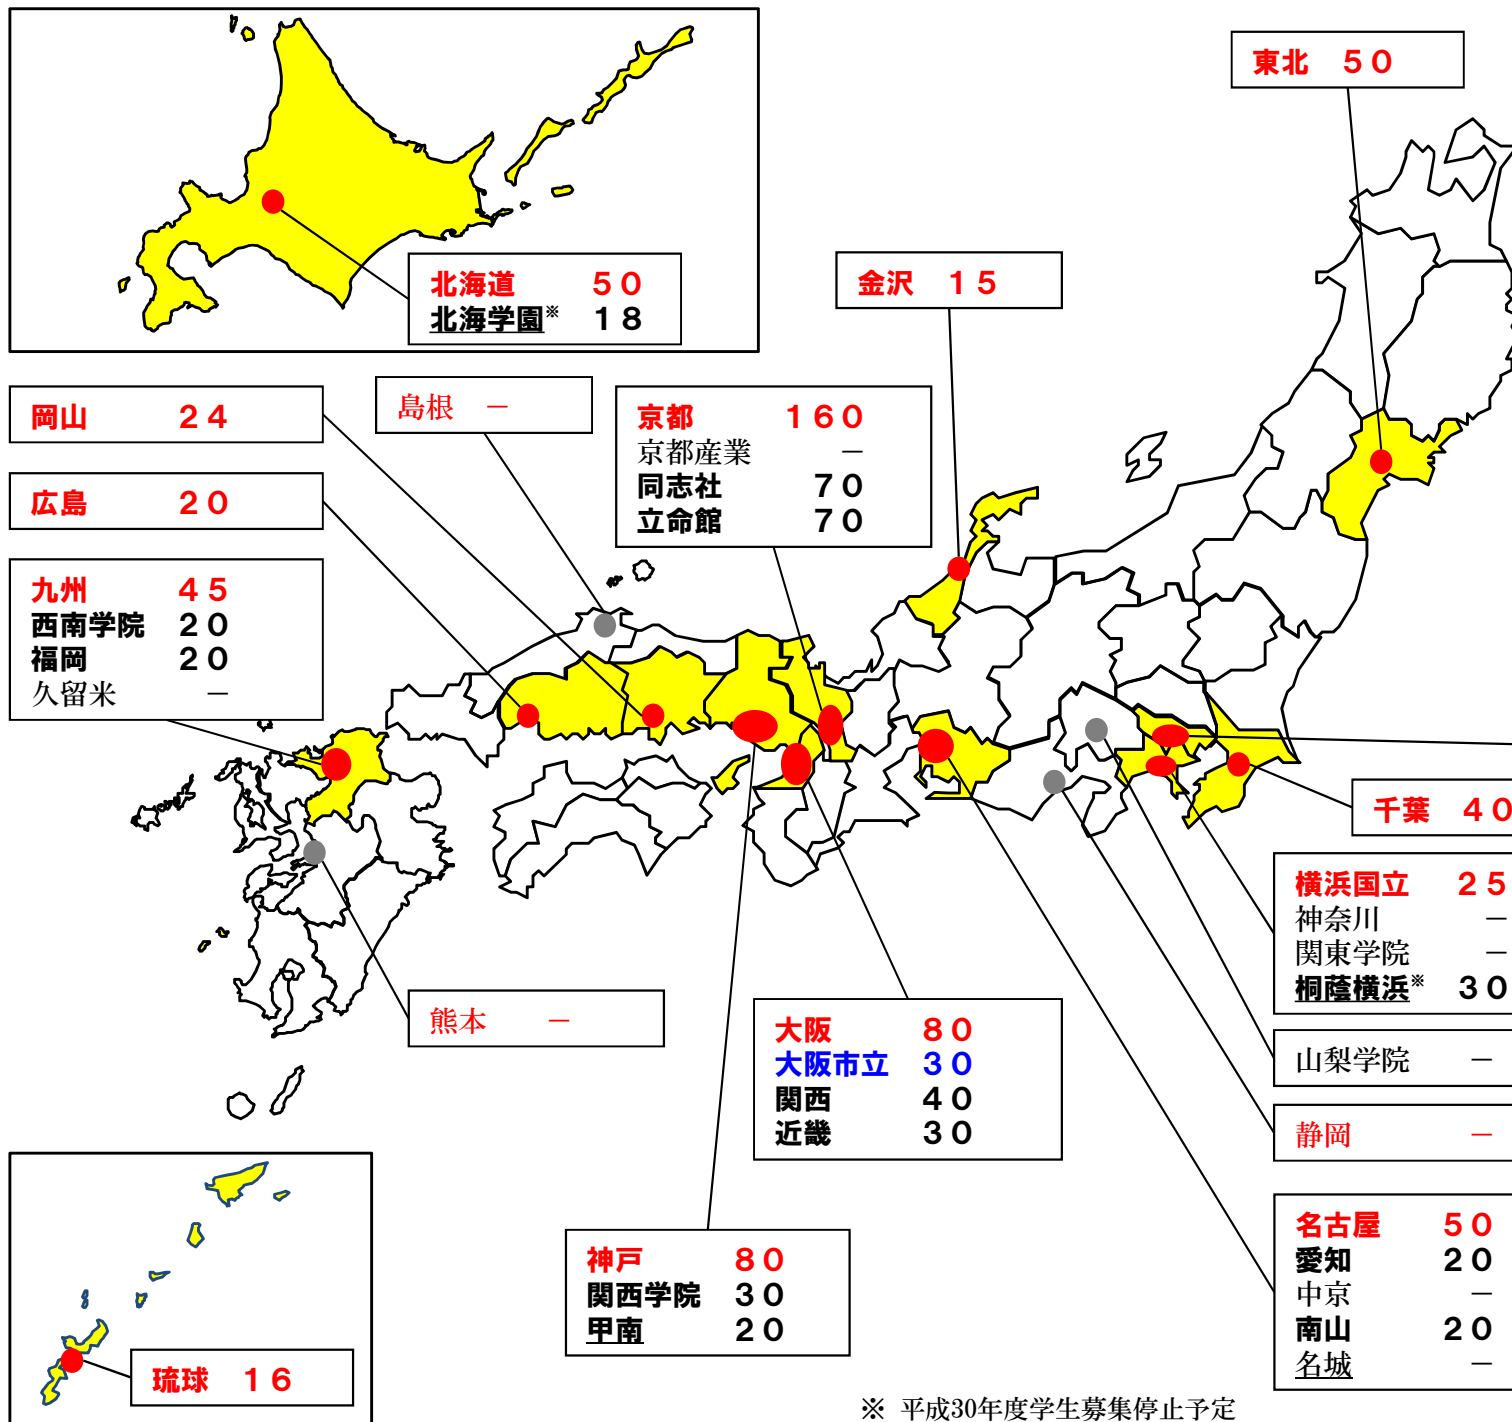 東北 50
北海道 50
北海学園※ 18
金沢 15
岡山 24
島根 －
京都 160
京都産業 －
同志社 70
立命館 70
広島 20
九州 45
西南学院 20
福岡 20
久留米 －
千葉 40
横浜国立 25
神奈川 －
関東学院 －
桐蔭横浜※ 30
熊本 －
大阪 80
大阪市立 30
関西 40
近畿 30
山梨学院 －
静岡 －
名古屋 50
愛知 20
中京 －
南山 20
名城 －
神戸 80
関西学院 30
甲南 20
琉球 16
※ 平成30年度学生募集停止予定